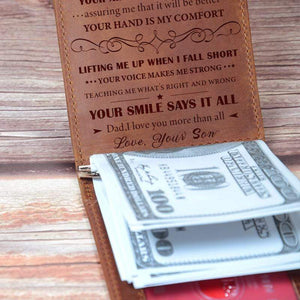 ...assuring me that it will be better
YOUR HAND IS MY COMFORT
LIFTING ME UP WHEN I FALL SHORT
YOUR VOICE MAKES ME STRONG
TEACHING ME WHAT'S RIGHT AND WRONG
YOUR SMILE SAYS IT ALL
Dad,I love you more than all
Love, Your Son
100
100